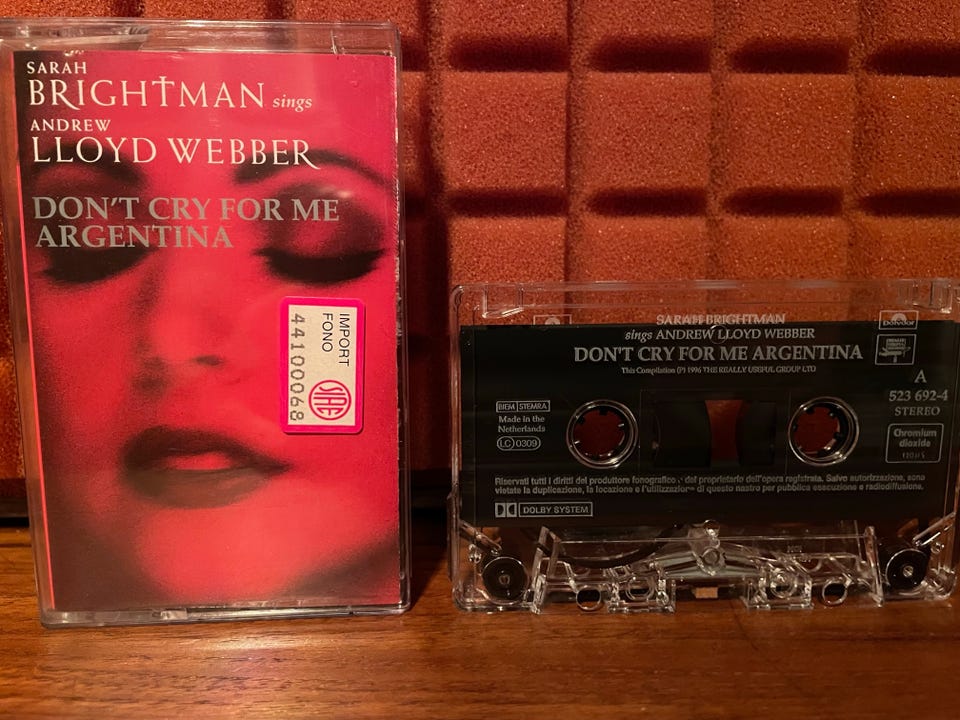 SARAH
BRIGHTMAN sings
ANDREW
LLOYD WEBBER
DON'T CRY FOR ME
ARGENTINA
IMPORT
FONO
SIAE
44100068
SARAH BRIGHTMAN
sings ANDREW LLOYD WEBBER
DON'T CRY FOR ME ARGENTINA
This Compilation (P) 1996 THE REALLY USEFUL GROUP LTD
Polydor
A
523 692-4
STEREO
BIEM STEMRA
Made in the
Netherlands
LC 0309
Chromium
dioxide
120 µs
Riservati tutti i diritti del produttore fonografico e del proprietario dell'opera registrata. Salvo autorizzazione, sono
vietate la duplicazione, la locazione e l'utilizzazione di questo nastro per pubblica esecuzione e radiodiffusione.
DOLBY SYSTEM